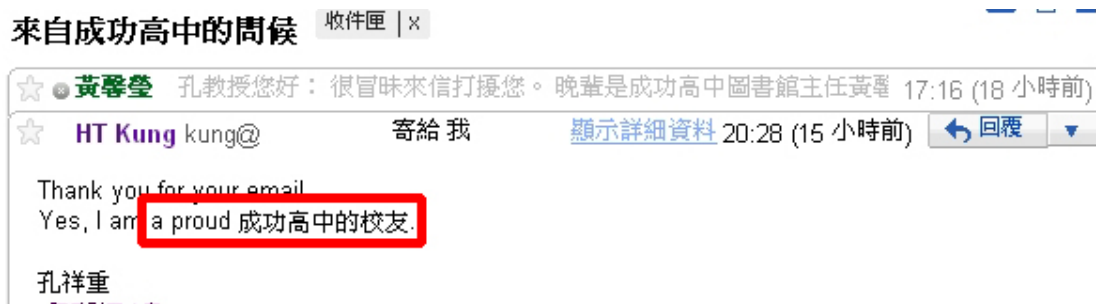 來自成功高中的問候 收件匣 | x
黃馨瑩 孔教授您好： 很冒昧來信打擾您。 晚輩是成功高中圖書館主任黃馨 17:16 (18 小時前)
HT Kung kung@ 寄給 我 顯示詳細資料 20:28 (15 小時前) 回覆
Thank you for your email.
Yes, I am a proud 成功高中的校友.
孔祥重